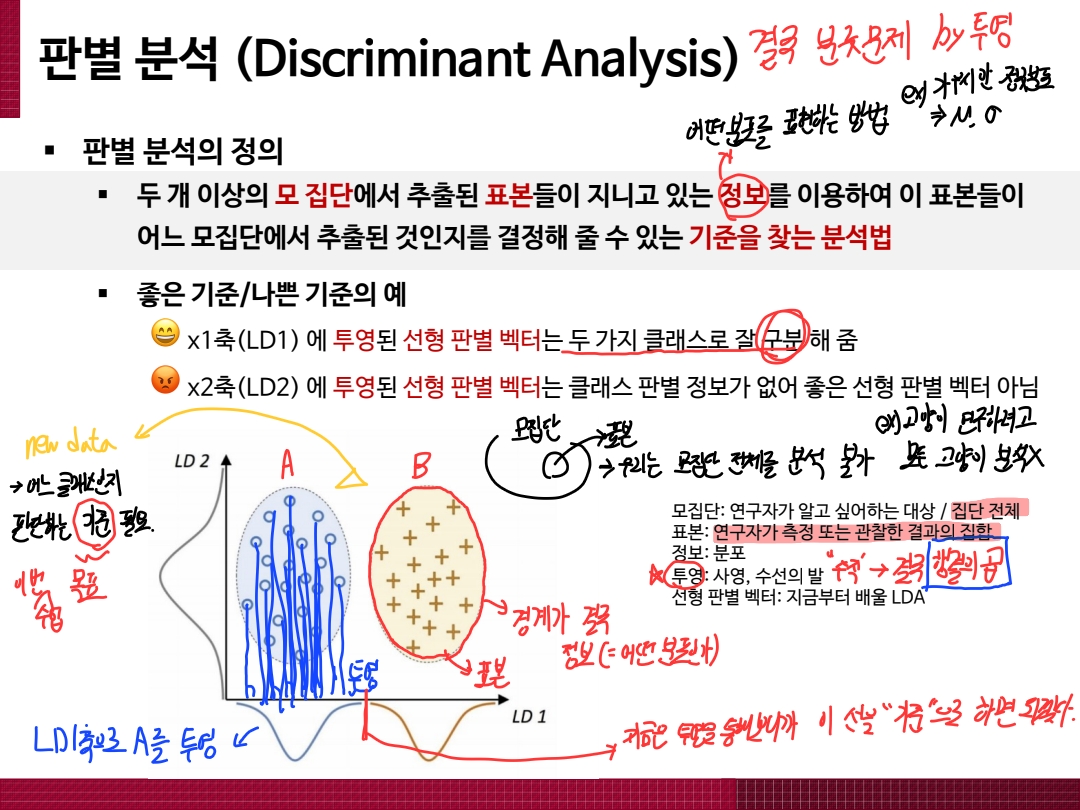 판별 분석 (Discriminant Analysis)
결국 분류문제 by 투영
ex) 가우시안 정규분포
⇒ μ, σ
어떤 분포를 표현하는 방법
▪ 판별 분석의 정의
▪ 두 개 이상의 모 집단에서 추출된 표본들이 지니고 있는 정보를 이용하여 이 표본들이
어느 모집단에서 추출된 것인지를 결정해 줄 수 있는 기준을 찾는 분석법
▪ 좋은 기준/나쁜 기준의 예
😄 x1축(LD1) 에 투영된 선형 판별 벡터는 두 가지 클래스로 잘 구분 해 줌
😡 x2축(LD2) 에 투영된 선형 판별 벡터는 클래스 판별 정보가 없어 좋은 선형 판별 벡터 아님
new data
→ 어느 클래스인지
판단하는 기준 필요.
이번 목표
수업
LD 2
A
B
모집단
→ 표본
→ 우리는 모집단 전체를 분석 불가
ex) 고양이 연구하려고
모든 고양이 분석X
모집단: 연구자가 알고 싶어하는 대상 / 집단 전체
표본: 연구자가 측정 또는 관찰한 결과의 집합
정보: 분포
투영: 사영, 수선의 발
"수직" → 결국 행렬의 곱
선형 판별 벡터: 지금부터 배울 LDA
경계가 결국
정보 (= 어떤 분포인가)
표본
투영
LD 1
LD1축으로 A를 투영
이 선을 "기준"으로 하면 되겠다.